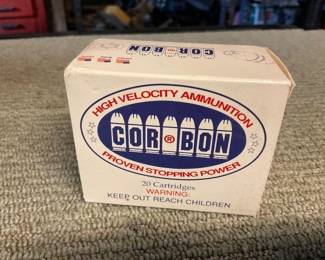 COR®BON
HIGH VELOCITY AMMUNITION
COR®BON
PROVEN STOPPING POWER
20 Cartridges
WARNING:
KEEP OUT REACH CHILDREN